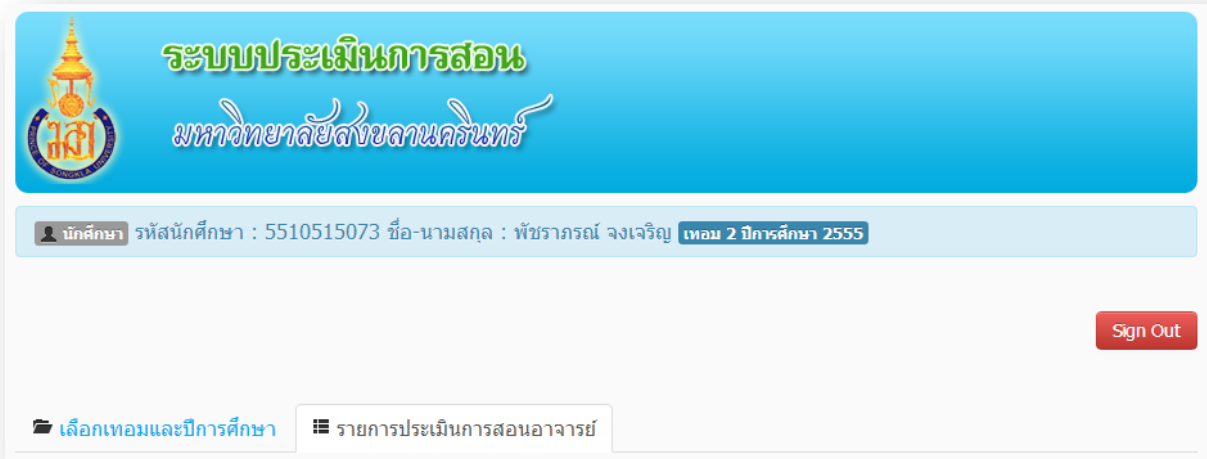 ระบบประเมินการสอน
มหาวิทยาลัยสงขลานครินทร์
PRINCE OF SONGKLA UNIVERSITY
นักศึกษา รหัสนักศึกษา : 5510515073 ชื่อ-นามสกุล : พัชราภรณ์ จงเจริญ เทอม 2 ปีการศึกษา 2555
Sign Out
เลือกเทอมและปีการศึกษา รายการประเมินการสอนอาจารย์